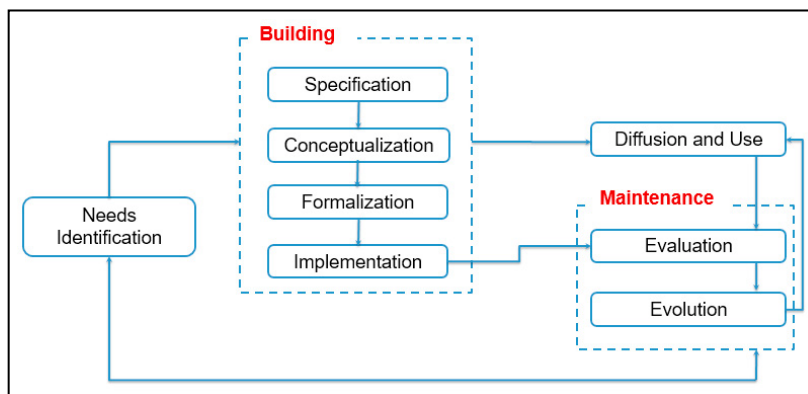 Building
Specification
Conceptualization
Formalization
Implementation
Needs
Identification
Diffusion and Use
Maintenance
Evaluation
Evolution